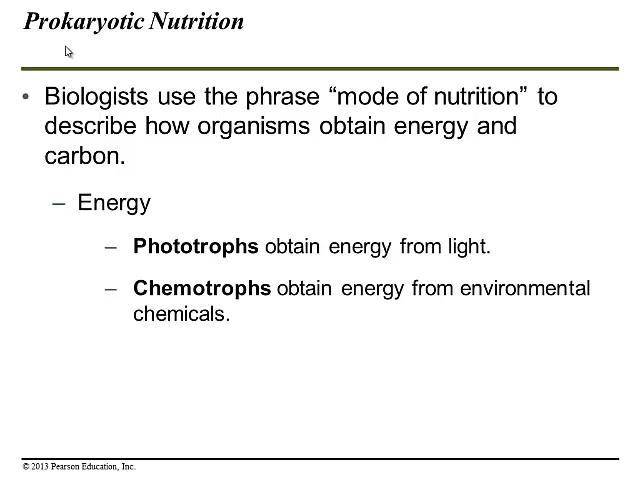 Prokaryotic Nutrition
• Biologists use the phrase “mode of nutrition” to
describe how organisms obtain energy and
carbon.
– Energy
– Phototrophs obtain energy from light.
– Chemotrophs obtain energy from environmental
chemicals.
© 2013 Pearson Education, Inc.